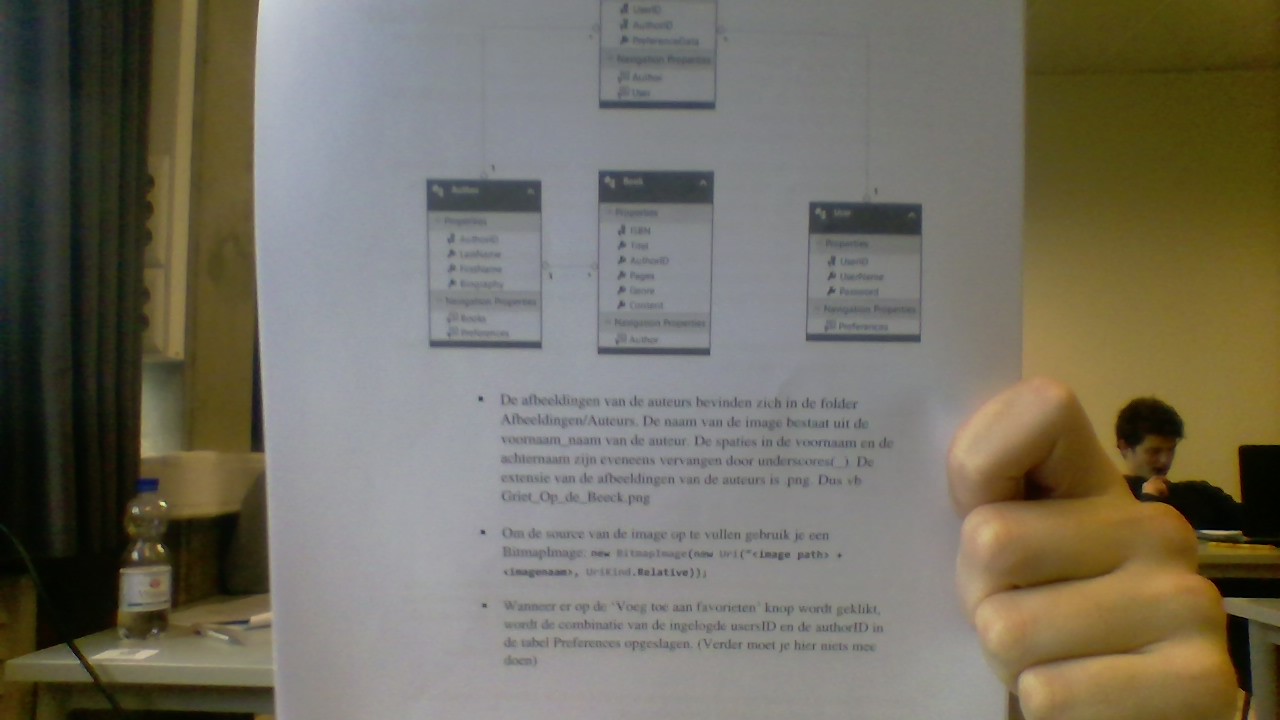 UserID
AuthorID
PreferenceData
Navigation Properties
Author
User
1
1
Author
Properties
AuthorID
LastName
FirstName
Biography
Navigation Properties
Books
Preferences
1
*
Book
Properties
ISBN
Titel
AuthorID
Pages
Genre
Content
Navigation Properties
Author
User
Properties
UserID
UserName
Password
Navigation Properties
Preferences
De afbeeldingen van de auteurs bevinden zich in de folder
Afbeeldingen/Auteurs. De naam van de image bestaat uit de
voornaam_naam van de auteur. De spaties in de voornaam en de
achternaam zijn eveneens vervangen door underscores(_). De
extensie van de afbeeldingen van de auteurs is .png. Dus vb
Griet_Op_de_Beeck.png
Om de source van de image op te vullen gebruik je een
BitmapImage: new BitmapImage(new Uri("<image path> +
<imagenaam>, UriKind.Relative));
Wanneer er op de 'Voeg toe aan favorieten' knop wordt geklikt,
wordt de combinatie van de ingelogde usersID en de authorID in
de tabel Preferences opgeslagen. (Verder moet je hier niets mee
doen)